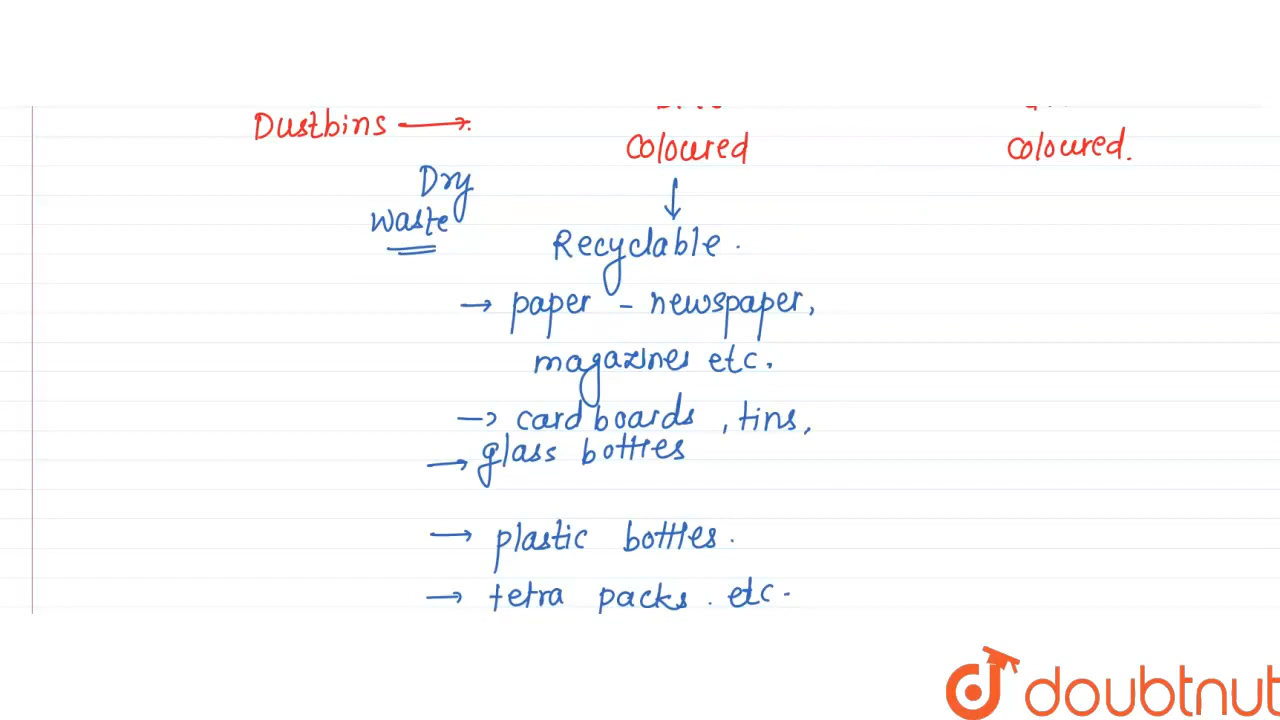 Dustbins →
Coloured
Coloured.
Dry
Waste
↓
Recyclable.
→ paper - newspaper,
magazines etc.
→ cardboards, tins,
→ glass bottles
→ plastic bottles.
→ tetra packs. etc.
doubtnut